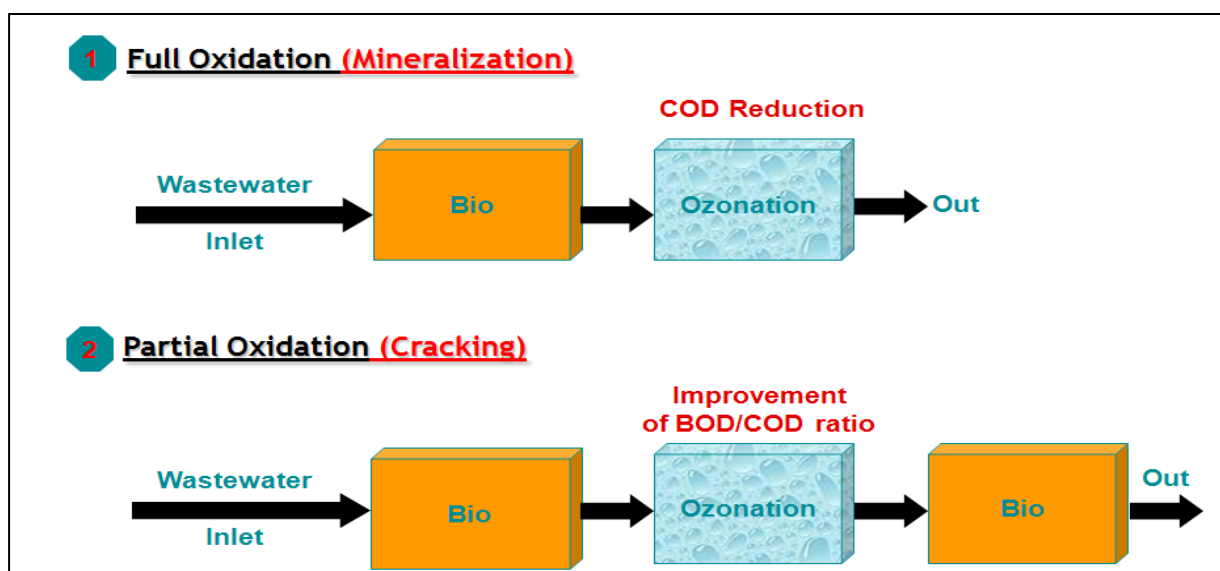 1 Full Oxidation (Mineralization)
COD Reduction
Wastewater
Inlet
Bio
Ozonation
Out
2 Partial Oxidation (Cracking)
Improvement
of BOD/COD ratio
Wastewater
Inlet
Bio
Ozonation
Bio
Out